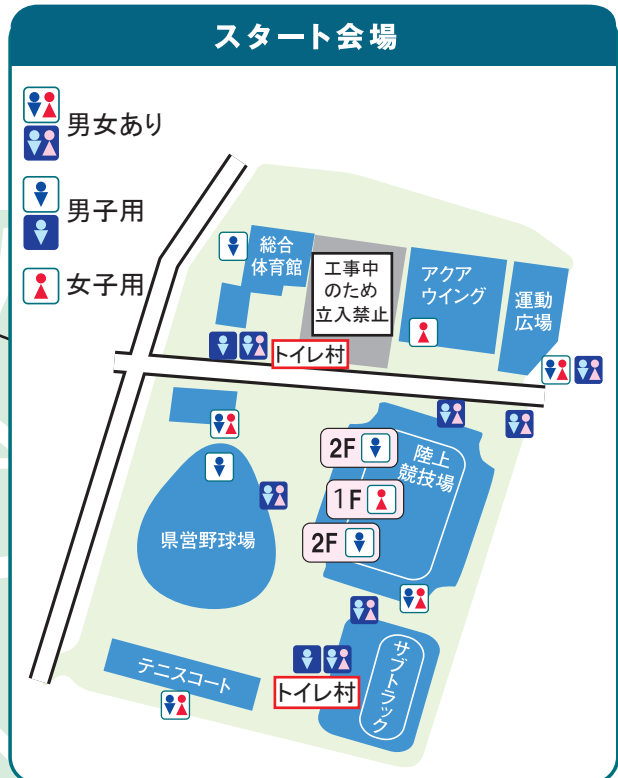 スタート会場
男女あり
男子用
女子用
総合
体育館
工事中
のため
立入禁止
アクア
ウイング
運動
広場
トイレ村
2F
陸上
競技場
1F
2F
県営野球場
テニスコート
トイレ村
サブトラック